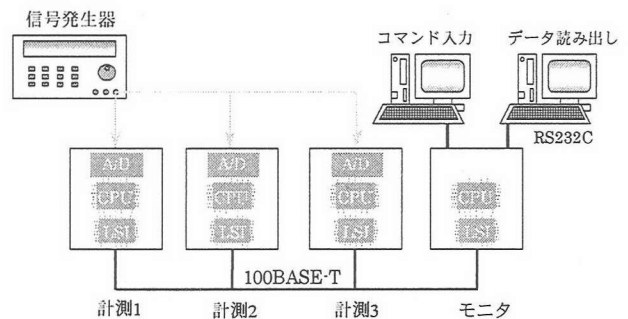 信号発生器
コマンド入力
データ読み出し
RS232C
A/D
A/D
A/D
CPU
CPU
CPU
CPU
LSI
LSI
LSI
LSI
100BASE-T
計測1
計測2
計測3
モニタ